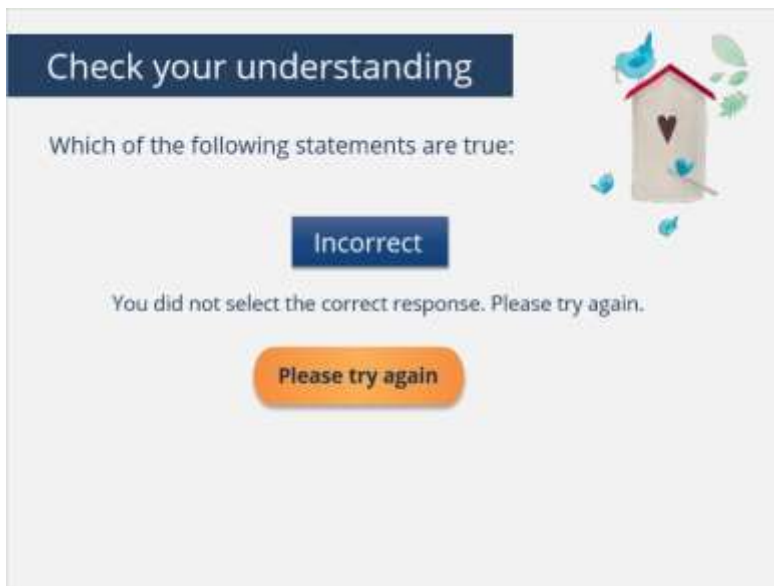 Check your understanding
Which of the following statements are true:
Incorrect
You did not select the correct response. Please try again.
Please try again